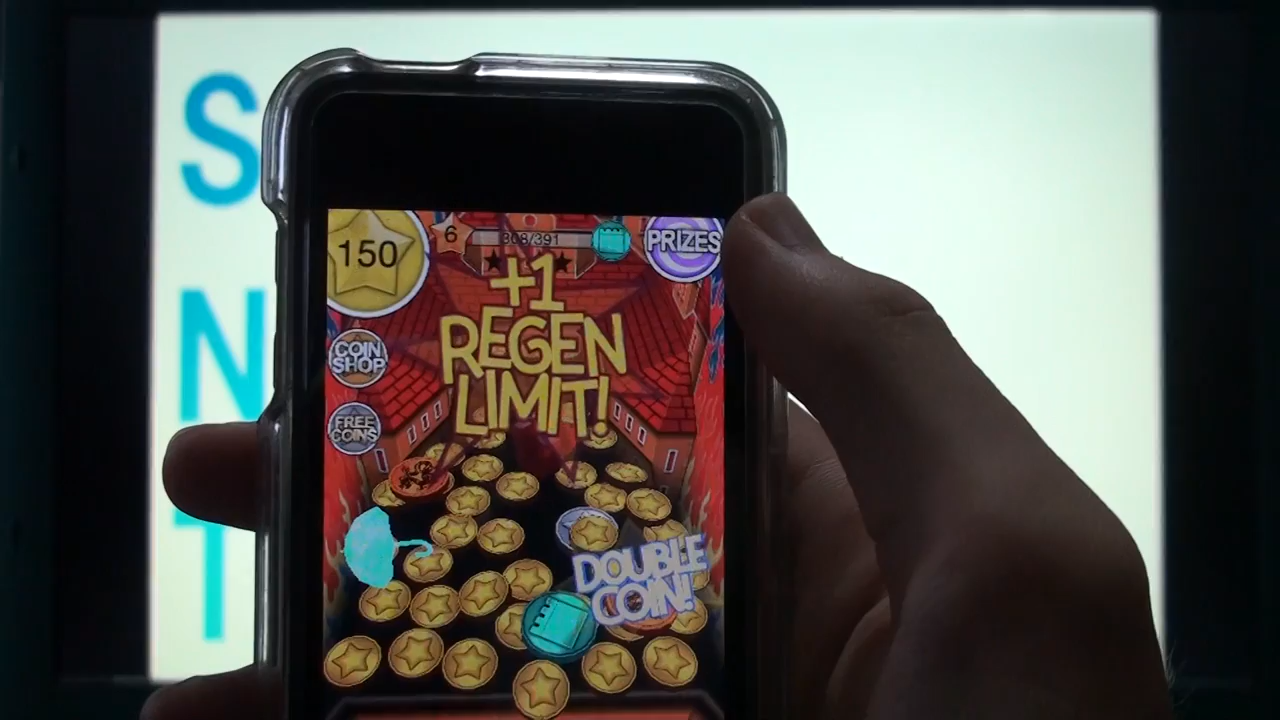 S
N
T
150
6
308/391
PRIZES
+1
REGEN
LIMIT!
COIN
SHOP
FREE
COINS
DOUBLE
COIN!